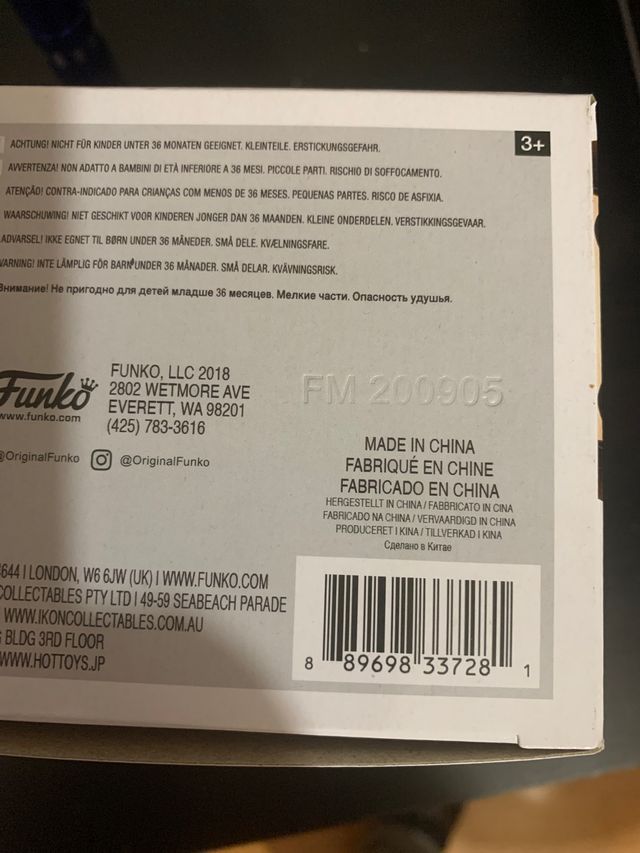 3+
ACHTUNG! NICHT FÜR KINDER UNTER 36 MONATEN GEEIGNET. KLEINTEILE. ERSTICKUNGSGEFAHR.
AVVERTENZA! NON ADATTO A BAMBINI DI ETÀ INFERIORE A 36 MESI. PICCOLE PARTI. RISCHIO DI SOFFOCAMENTO.
ATENÇÃO! CONTRA-INDICADO PARA CRIANÇAS COM MENOS DE 36 MESES. PEQUENAS PARTES. RISCO DE ASFIXIA.
WAARSCHUWING! NIET GESCHIKT VOOR KINDEREN JONGER DAN 36 MAANDEN. KLEINE ONDERDELEN. VERSTIKKINGSGEVAAR.
ADVARSEL! IKKE EGNET TIL BØRN UNDER 36 MÅNEDER. SMÅ DELE. KVÆLNINGSFARE.
VARNING! INTE LÄMPLIG FÖR BARN UNDER 36 MÅNADER. SMÅ DELAR. KVÄVNINGSRISK.
Внимание! Не пригодно для детей младше 36 месяцев. Мелкие части. Опасность удушья.
Funko
www.funko.com
FUNKO, LLC 2018
2802 WETMORE AVE
EVERETT, WA 98201
(425) 783-3616
@OriginalFunko @OriginalFunko
FM 200905
MADE IN CHINA
FABRIQUÉ EN CHINE
FABRICADO EN CHINA
HERGESTELLT IN CHINA / FABBRICATO IN CINA
FABRICADO NA CHINA / VERVAARDIGD IN CHINA
PRODUCERET I KINA / TILLVERKAD I KINA
Сделано в Китае
644 | LONDON, W6 6JW (UK) | WWW.FUNKO.COM
COLLECTABLES PTY LTD | 49-59 SEABEACH PARADE
WWW.IKONCOLLECTABLES.COM.AU
BLDG 3RD FLOOR
WWW.HOTTOYS.JP
8 89698 33728 1